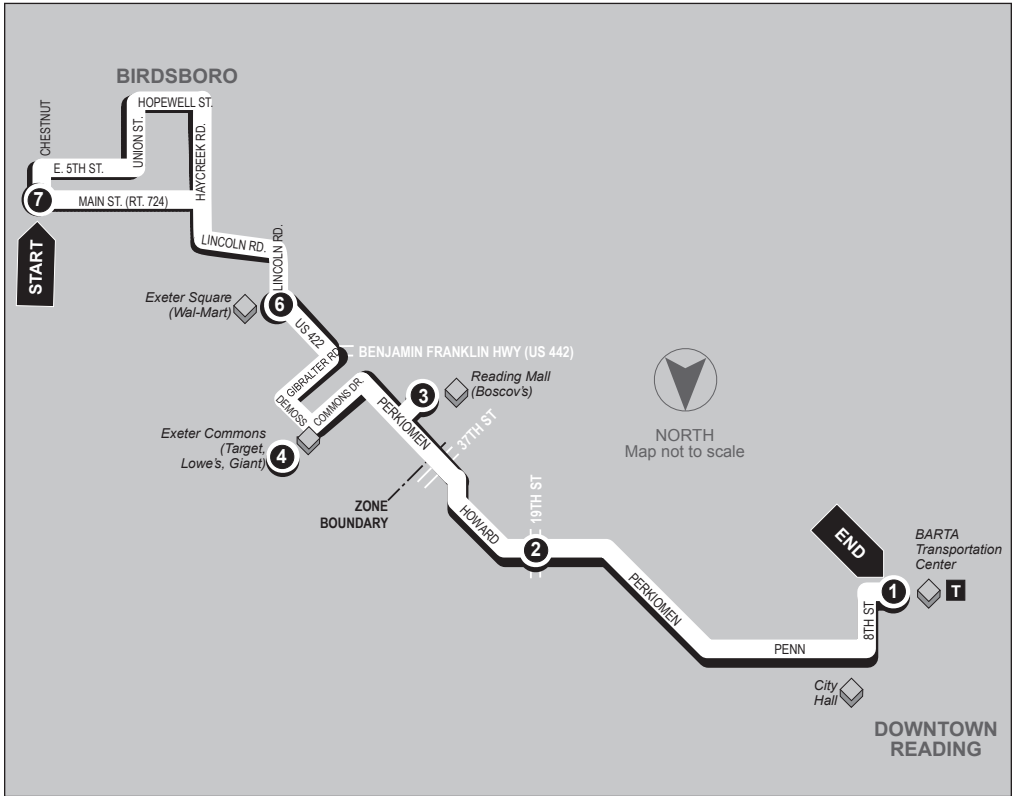 BIRDSBORO
HOPEWELL ST.
CHESTNUT
UNION ST.
HAYCREEK RD.
E. 5TH ST.
7
MAIN ST. (RT. 724)
START
LINCOLN RD.
LINCOLN RD.
Exeter Square
(Wal-Mart)
6
US 422
BENJAMIN FRANKLIN HWY (US 442)
GIBRALTER RD
DEMOSS
COMMONS DR.
3
Reading Mall
(Boscov's)
PERKIOMEN
37TH ST
NORTH
Map not to scale
Exeter Commons
(Target,
Lowe's, Giant)
4
ZONE
BOUNDARY
HOWARD
19TH ST
2
END
BARTA
Transportation
Center
1
T
PERKIOMEN
8TH ST
PENN
City
Hall
DOWNTOWN
READING